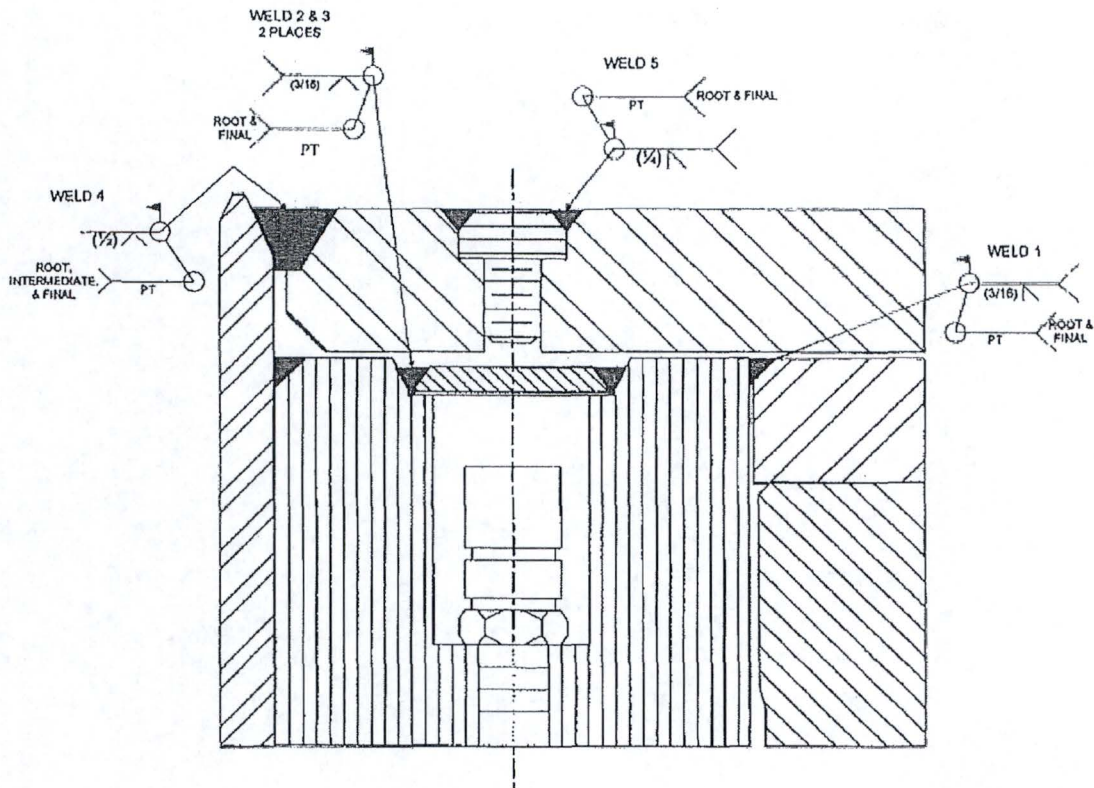 WELD 2 & 3
2 PLACES
(3/16)
ROOT &
FINAL
PT
WELD 5
PT
ROOT & FINAL
(1/4)
WELD 4
(1/2)
ROOT,
INTERMEDIATE,
& FINAL
PT
WELD 1
(3/16)
PT
ROOT &
FINAL